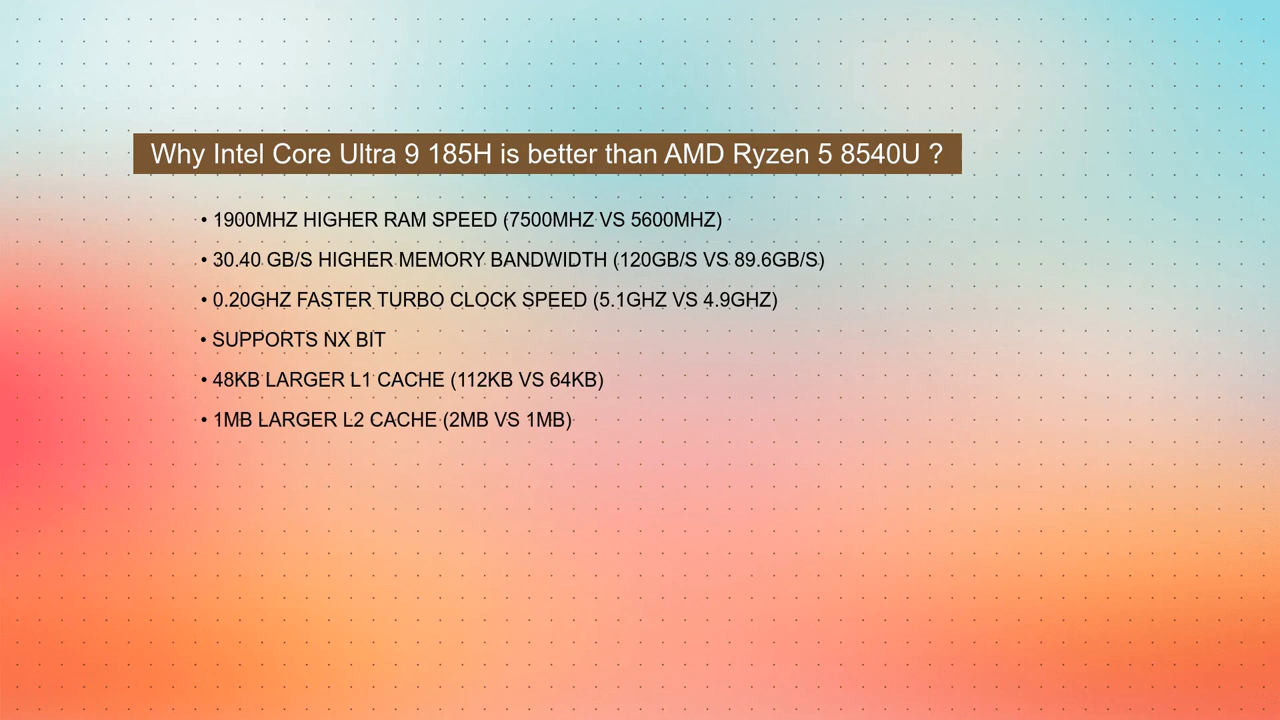 Why Intel Core Ultra 9 185H is better than AMD Ryzen 5 8540U ?
• 1900MHZ HIGHER RAM SPEED (7500MHZ VS 5600MHZ)
• 30.40 GB/S HIGHER MEMORY BANDWIDTH (120GB/S VS 89.6GB/S)
• 0.20GHZ FASTER TURBO CLOCK SPEED (5.1GHZ VS 4.9GHZ)
• SUPPORTS NX BIT
• 48KB LARGER L1 CACHE (112KB VS 64KB)
• 1MB LARGER L2 CACHE (2MB VS 1MB)